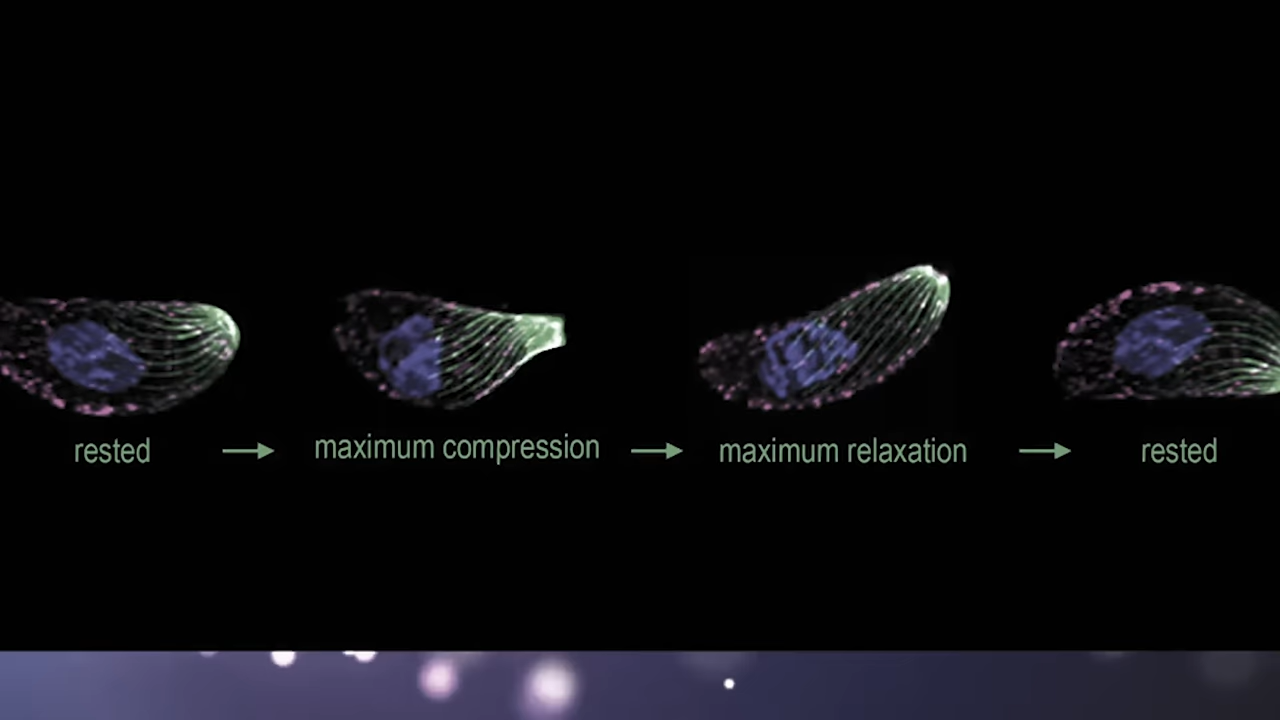 rested → maximum compression → maximum relaxation → rested